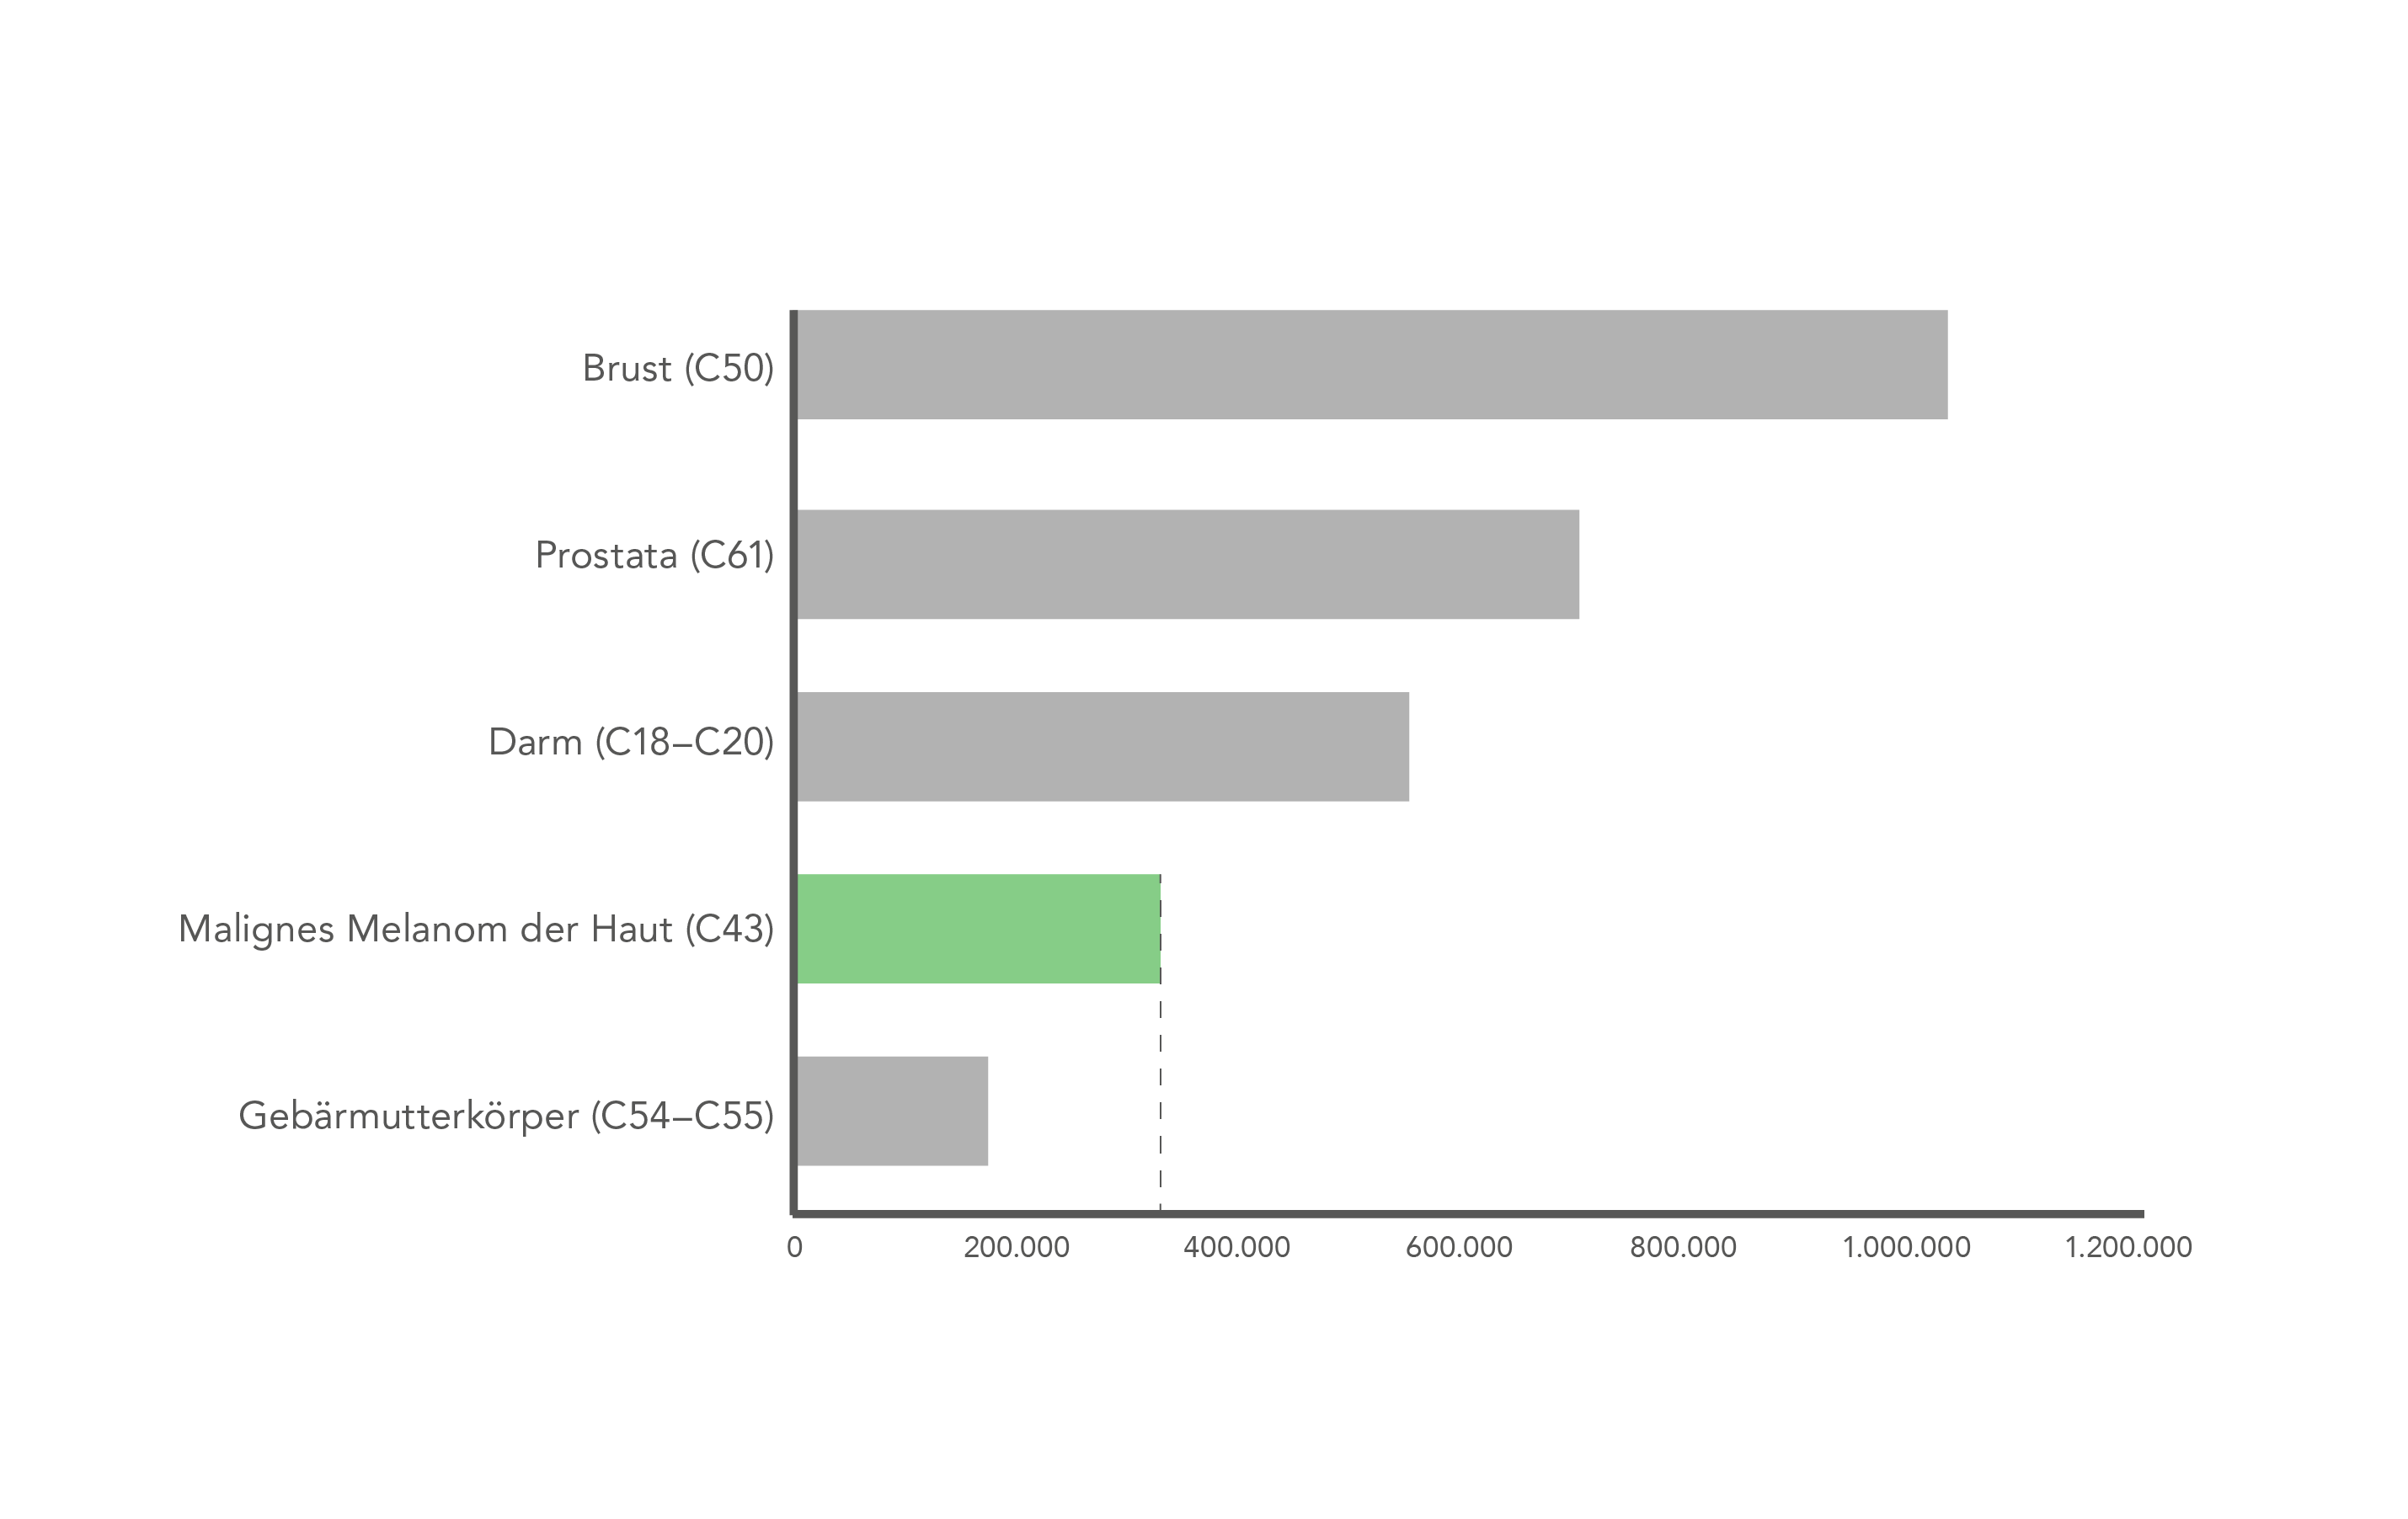 Brust (C50)
Prostata (C61)
Darm (C18–C20)
Malignes Melanom der Haut (C43)
Gebärmutterkörper (C54–C55)
0 200.000 400.000 600.000 800.000 1.000.000 1.200.000